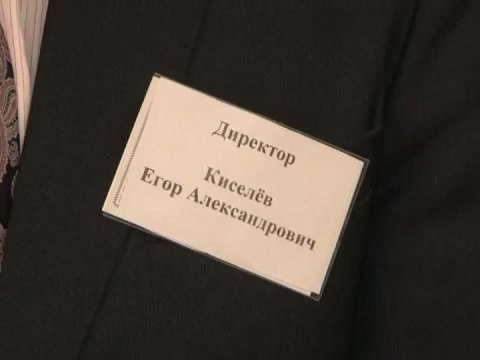 Директор
Киселёв
Егор Александрович